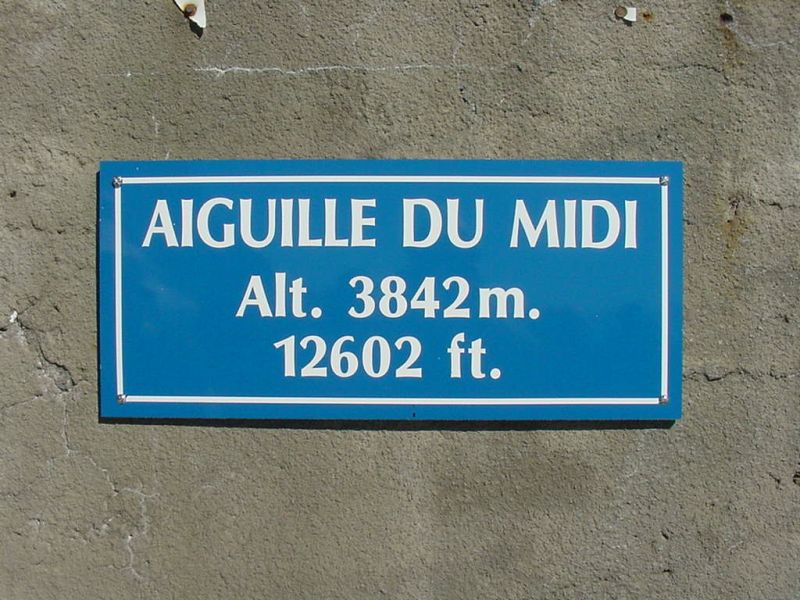 AIGUILLE DU MIDI
Alt. 3842m.
12602 ft.